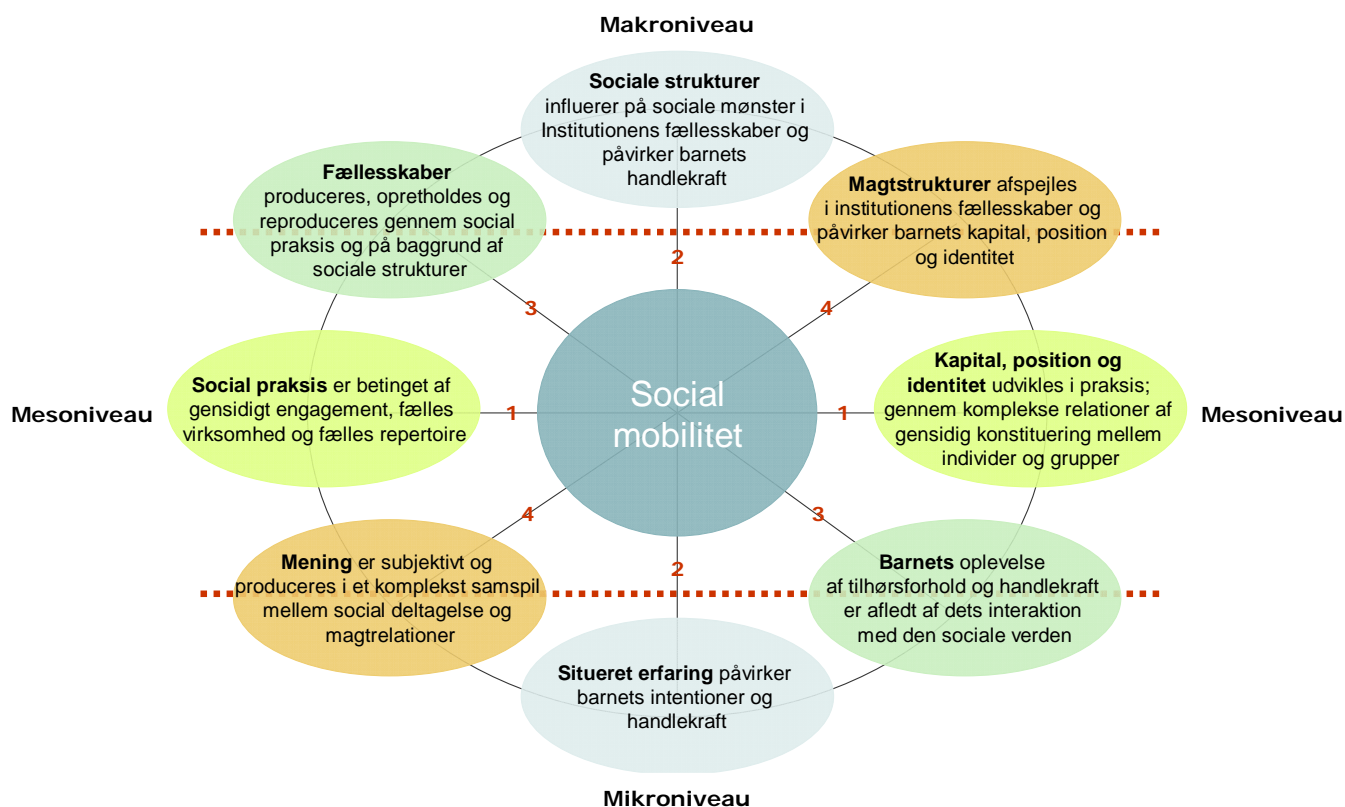 Makroniveau
Sociale strukturer
influerer på sociale mønster i
Institutionens fællesskaber og
påvirker barnets
handlekraft
Fællesskaber
produceres, opretholdes og
reproduceres gennem social
praksis og på baggrund af
sociale strukturer
Magtstrukturer afspejles
i institutionens fællesskaber og
påvirker barnets kapital, position
og identitet
2
3
4
Mesoniveau
Social praksis er betinget af
gensidigt engagement, fælles
virksomhed og fælles repertoire
1
Social
mobilitet
1
Kapital, position og
identitet udvikles i praksis;
gennem komplekse relationer af
gensidig konstituering mellem
individer og grupper
Mesoniveau
4
3
2
Mening er subjektivt og
produceres i et komplekst samspil
mellem social deltagelse og
magtrelationer
Barnets oplevelse
af tilhørsforhold og handlekraft
er afledt af dets interaktion
med den sociale verden
Situeret erfaring påvirker
barnets intentioner og
handlekraft
Mikroniveau